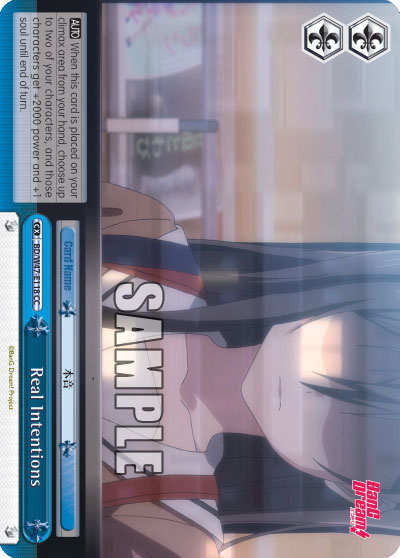 [AUTO] When this card is placed on your
climax area from your hand, choose up
to two of your characters, and those
characters get +2000 power and +1
soul until end of turn.
Card Name
本音
CX
Real Intentions
©BanG Dream! Project
SAMPLE
BanG
Dream!